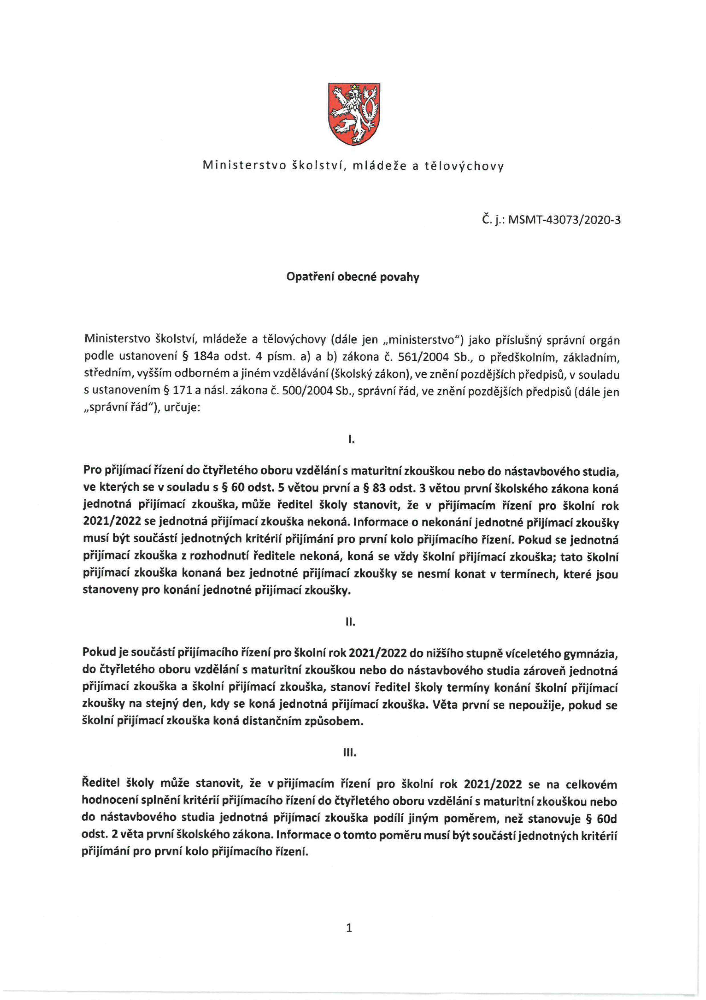 Ministerstvo školství, mládeže a tělovýchovy
Č. j.: MSMT-43073/2020-3
Opatření obecné povahy
Ministerstvo školství, mládeže a tělovýchovy (dále jen „ministerstvo“) jako příslušný správní orgán
podle ustanovení § 184a odst. 4 písm. a) a b) zákona č. 561/2004 Sb., o předškolním, základním,
středním, vyšším odborném a jiném vzdělávání (školský zákon), ve znění pozdějších předpisů, v souladu
s ustanovením § 171 a násl. zákona č. 500/2004 Sb., správní řád, ve znění pozdějších předpisů (dále jen
„správní řád“), určuje:
I.
Pro přijímací řízení do čtyřletého oboru vzdělání s maturitní zkouškou nebo do nástavbového studia,
ve kterých se v souladu s § 60 odst. 5 větou první a § 83 odst. 3 větou první školského zákona koná
jednotná přijímací zkouška, může ředitel školy stanovit, že v přijímacím řízení pro školní rok
2021/2022 se jednotná přijímací zkouška nekoná. Informace o nekonání jednotné přijímací zkoušky
musí být součástí jednotných kritérií přijímání pro první kolo přijímacího řízení. Pokud se jednotná
přijímací zkouška z rozhodnutí ředitele nekoná, koná se vždy školní přijímací zkouška; tato školní
přijímací zkouška konaná bez jednotné přijímací zkoušky se nesmí konat v termínech, které jsou
stanoveny pro konání jednotné přijímací zkoušky.
II.
Pokud je součástí přijímacího řízení pro školní rok 2021/2022 do nižšího stupně víceletého gymnázia,
do čtyřletého oboru vzdělání s maturitní zkouškou nebo do nástavbového studia zároveň jednotná
přijímací zkouška a školní přijímací zkouška, stanoví ředitel školy termíny konání školní přijímací
zkoušky na stejný den, kdy se koná jednotná přijímací zkouška. Věta první se nepoužije, pokud se
školní přijímací zkouška koná distančním způsobem.
III.
Ředitel školy může stanovit, že v přijímacím řízení pro školní rok 2021/2022 se na celkovém
hodnocení splnění kritérií přijímacího řízení do čtyřletého oboru vzdělání s maturitní zkouškou nebo
do nástavbového studia jednotná přijímací zkouška podílí jiným poměrem, než stanovuje § 60d
odst. 2 věta první školského zákona. Informace o tomto poměru musí být součástí jednotných kritérií
přijímání pro první kolo přijímacího řízení.
1